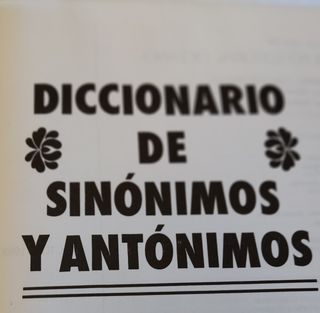 DICCIONARIO
DE
SINÓNIMOS
Y ANTÓNIMOS